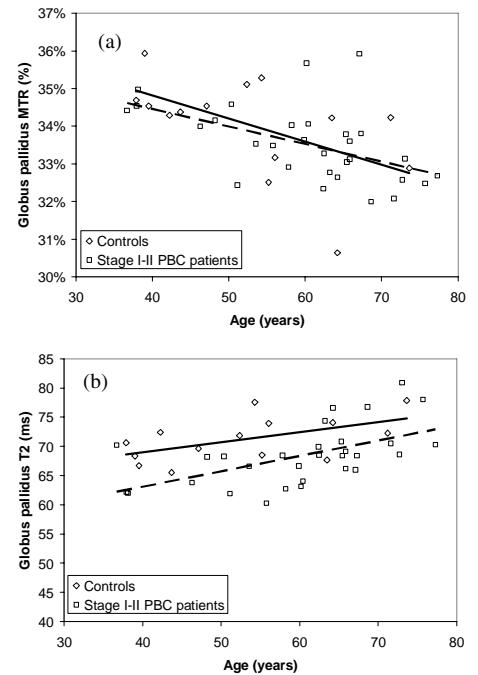 37%
(a)
36%
35%
34%
33%
32%
31%
30%
Globus pallidus MTR (%)
Controls
Stage I-II PBC patients
30 40 50 60 70 80
Age (years)
85
(b)
80
75
70
65
60
55
50
45
40
Globus pallidus T2 (ms)
Controls
Stage I-II PBC patients
30 40 50 60 70 80
Age (years)